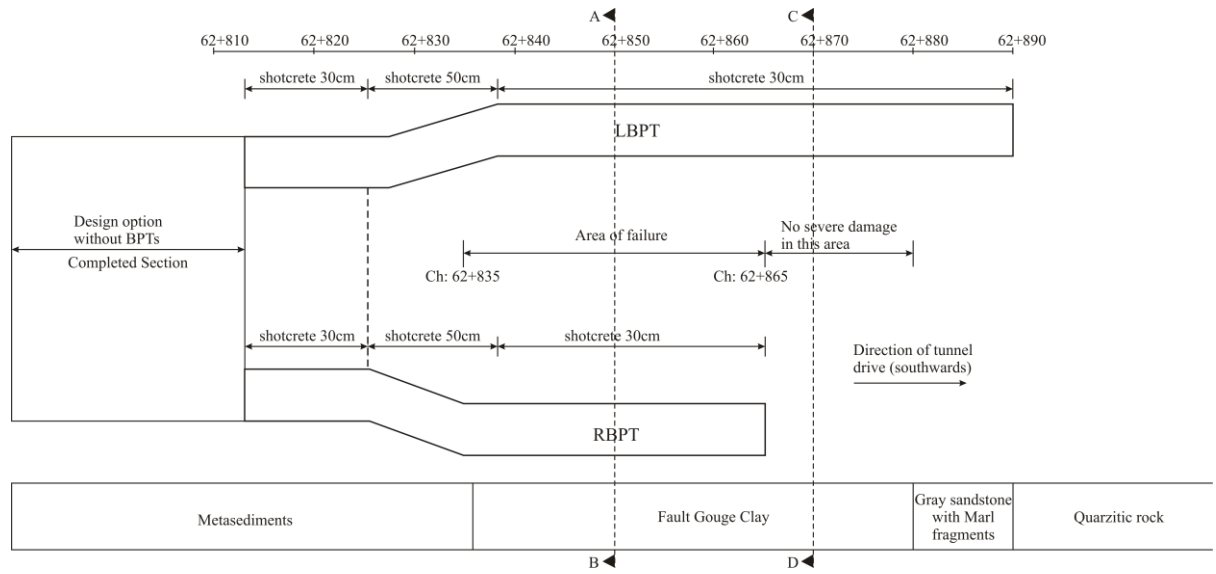 A C
62+810 62+820 62+830 62+840 62+850 62+860 62+870 62+880 62+890
shotcrete 30cm shotcrete 50cm shotcrete 30cm
LBPT
Design option
without BPTs
Completed Section
Area of failure
No severe damage
in this area
Ch: 62+835 Ch: 62+865
shotcrete 30cm shotcrete 50cm shotcrete 30cm
Direction of tunnel
drive (southwards)
RBPT
Metasediments
Fault Gouge Clay
Gray sandstone
with Marl
fragments
Quarzitic rock
B D